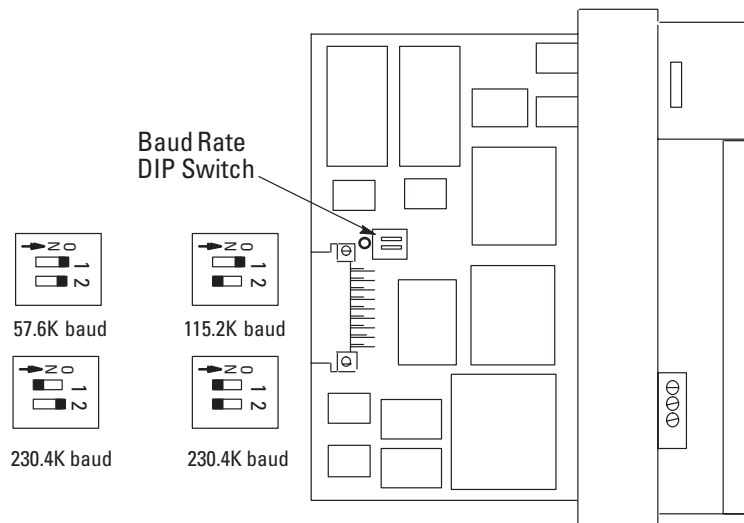 Baud Rate
DIP Switch
ON
1
2
57.6K baud
ON
1
2
115.2K baud
ON
1
2
230.4K baud
ON
1
2
230.4K baud